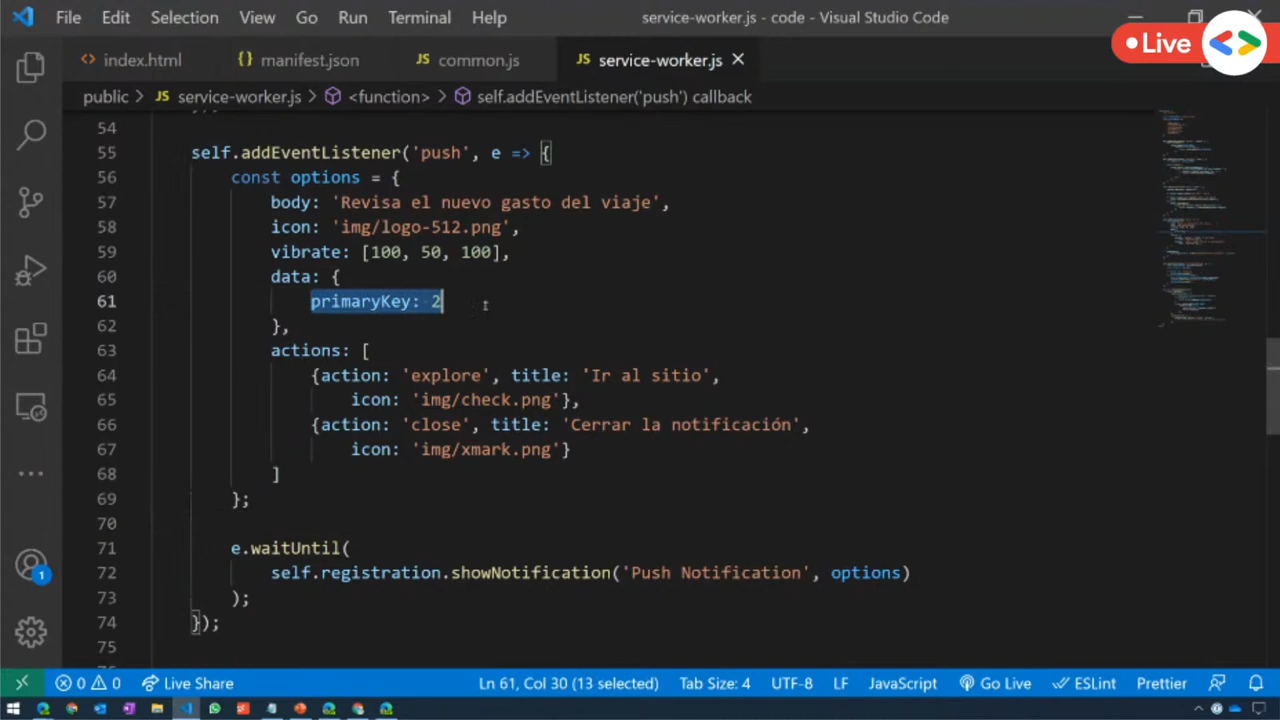 File Edit Selection View Go Run Terminal Help service-worker.js - code - Visual Studio Code
Live
<> index.html {} manifest.json JS common.js JS service-worker.js
public > JS service-worker.js > <function> > self.addEventListener('push') callback
54
55 self.addEventListener('push', e => {
56 const options = {
57 body: 'Revisa el nuevo gasto del viaje',
58 icon: 'img/logo-512.png',
59 vibrate: [100, 50, 100],
60 data: {
61 primaryKey: 2
62 },
63 actions: [
64 {action: 'explore', title: 'Ir al sitio',
65 icon: 'img/check.png'},
66 {action: 'close', title: 'Cerrar la notificación',
67 icon: 'img/xmark.png'}
68 ]
69 };
70
71 e.waitUntil(
72 self.registration.showNotification('Push Notification', options)
73 );
74 });
75
1
0 0 Live Share Ln 61, Col 30 (13 selected) Tab Size: 4 UTF-8 LF JavaScript Go Live ESLint Prettier